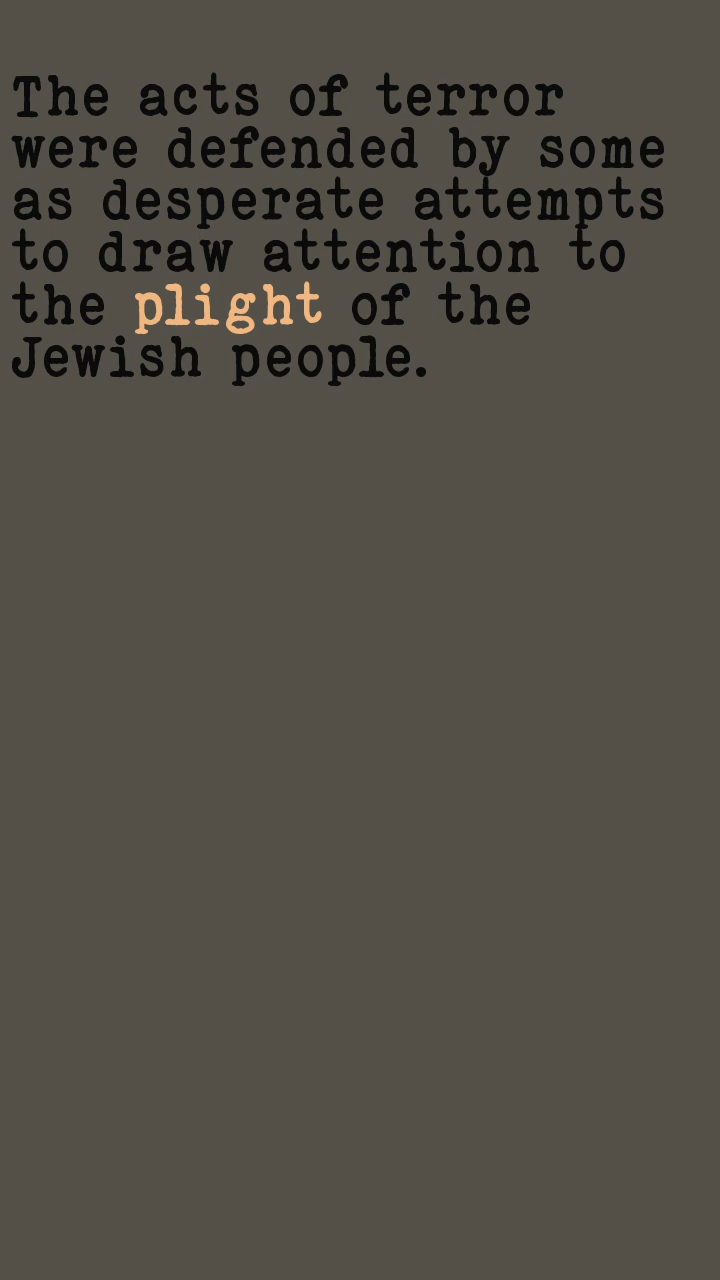 The acts of terror
were defended by some
as desperate attempts
to draw attention to
the plight of the
Jewish people.